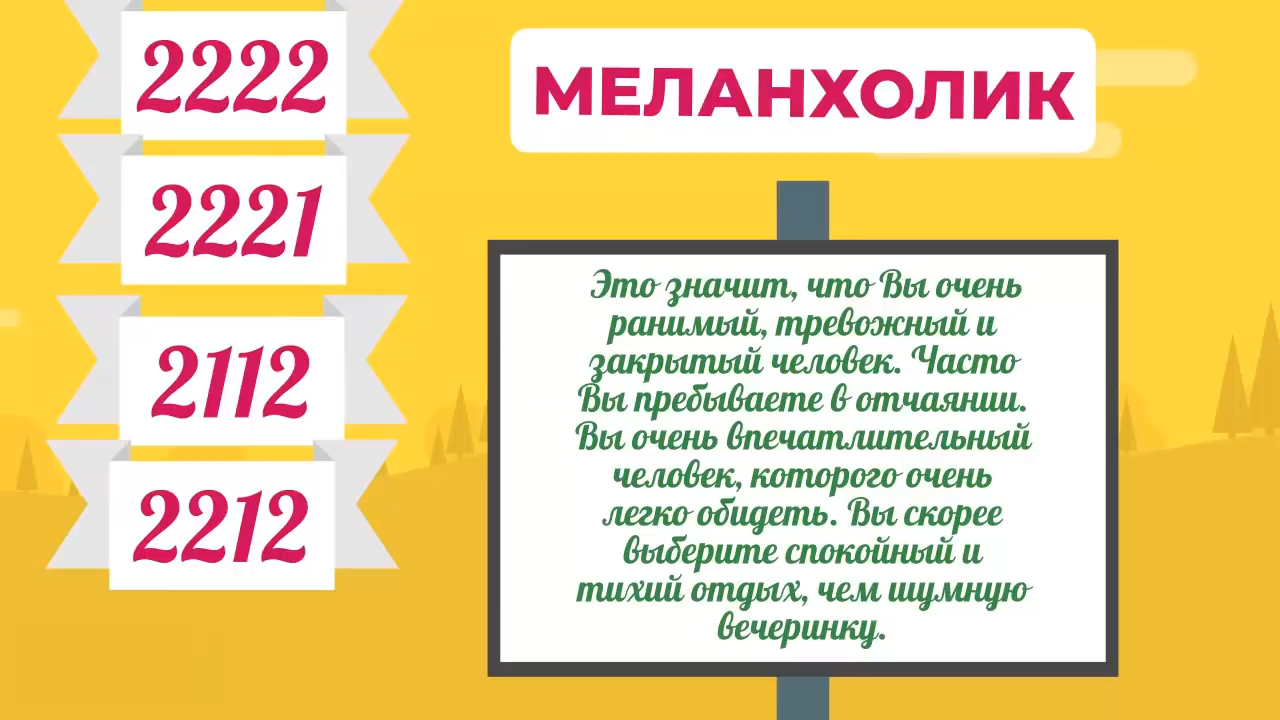 2222
2221
2112
2212
МЕЛАНХОЛИК
Это значит, что Вы очень
ранимый, тревожный и
закрытый человек. Часто
Вы пребываете в отчаянии.
Вы очень впечатлительный
человек, которого очень
легко обидеть. Вы скорее
выберите спокойный и
тихий отдых, чем шумную
вечеринку.